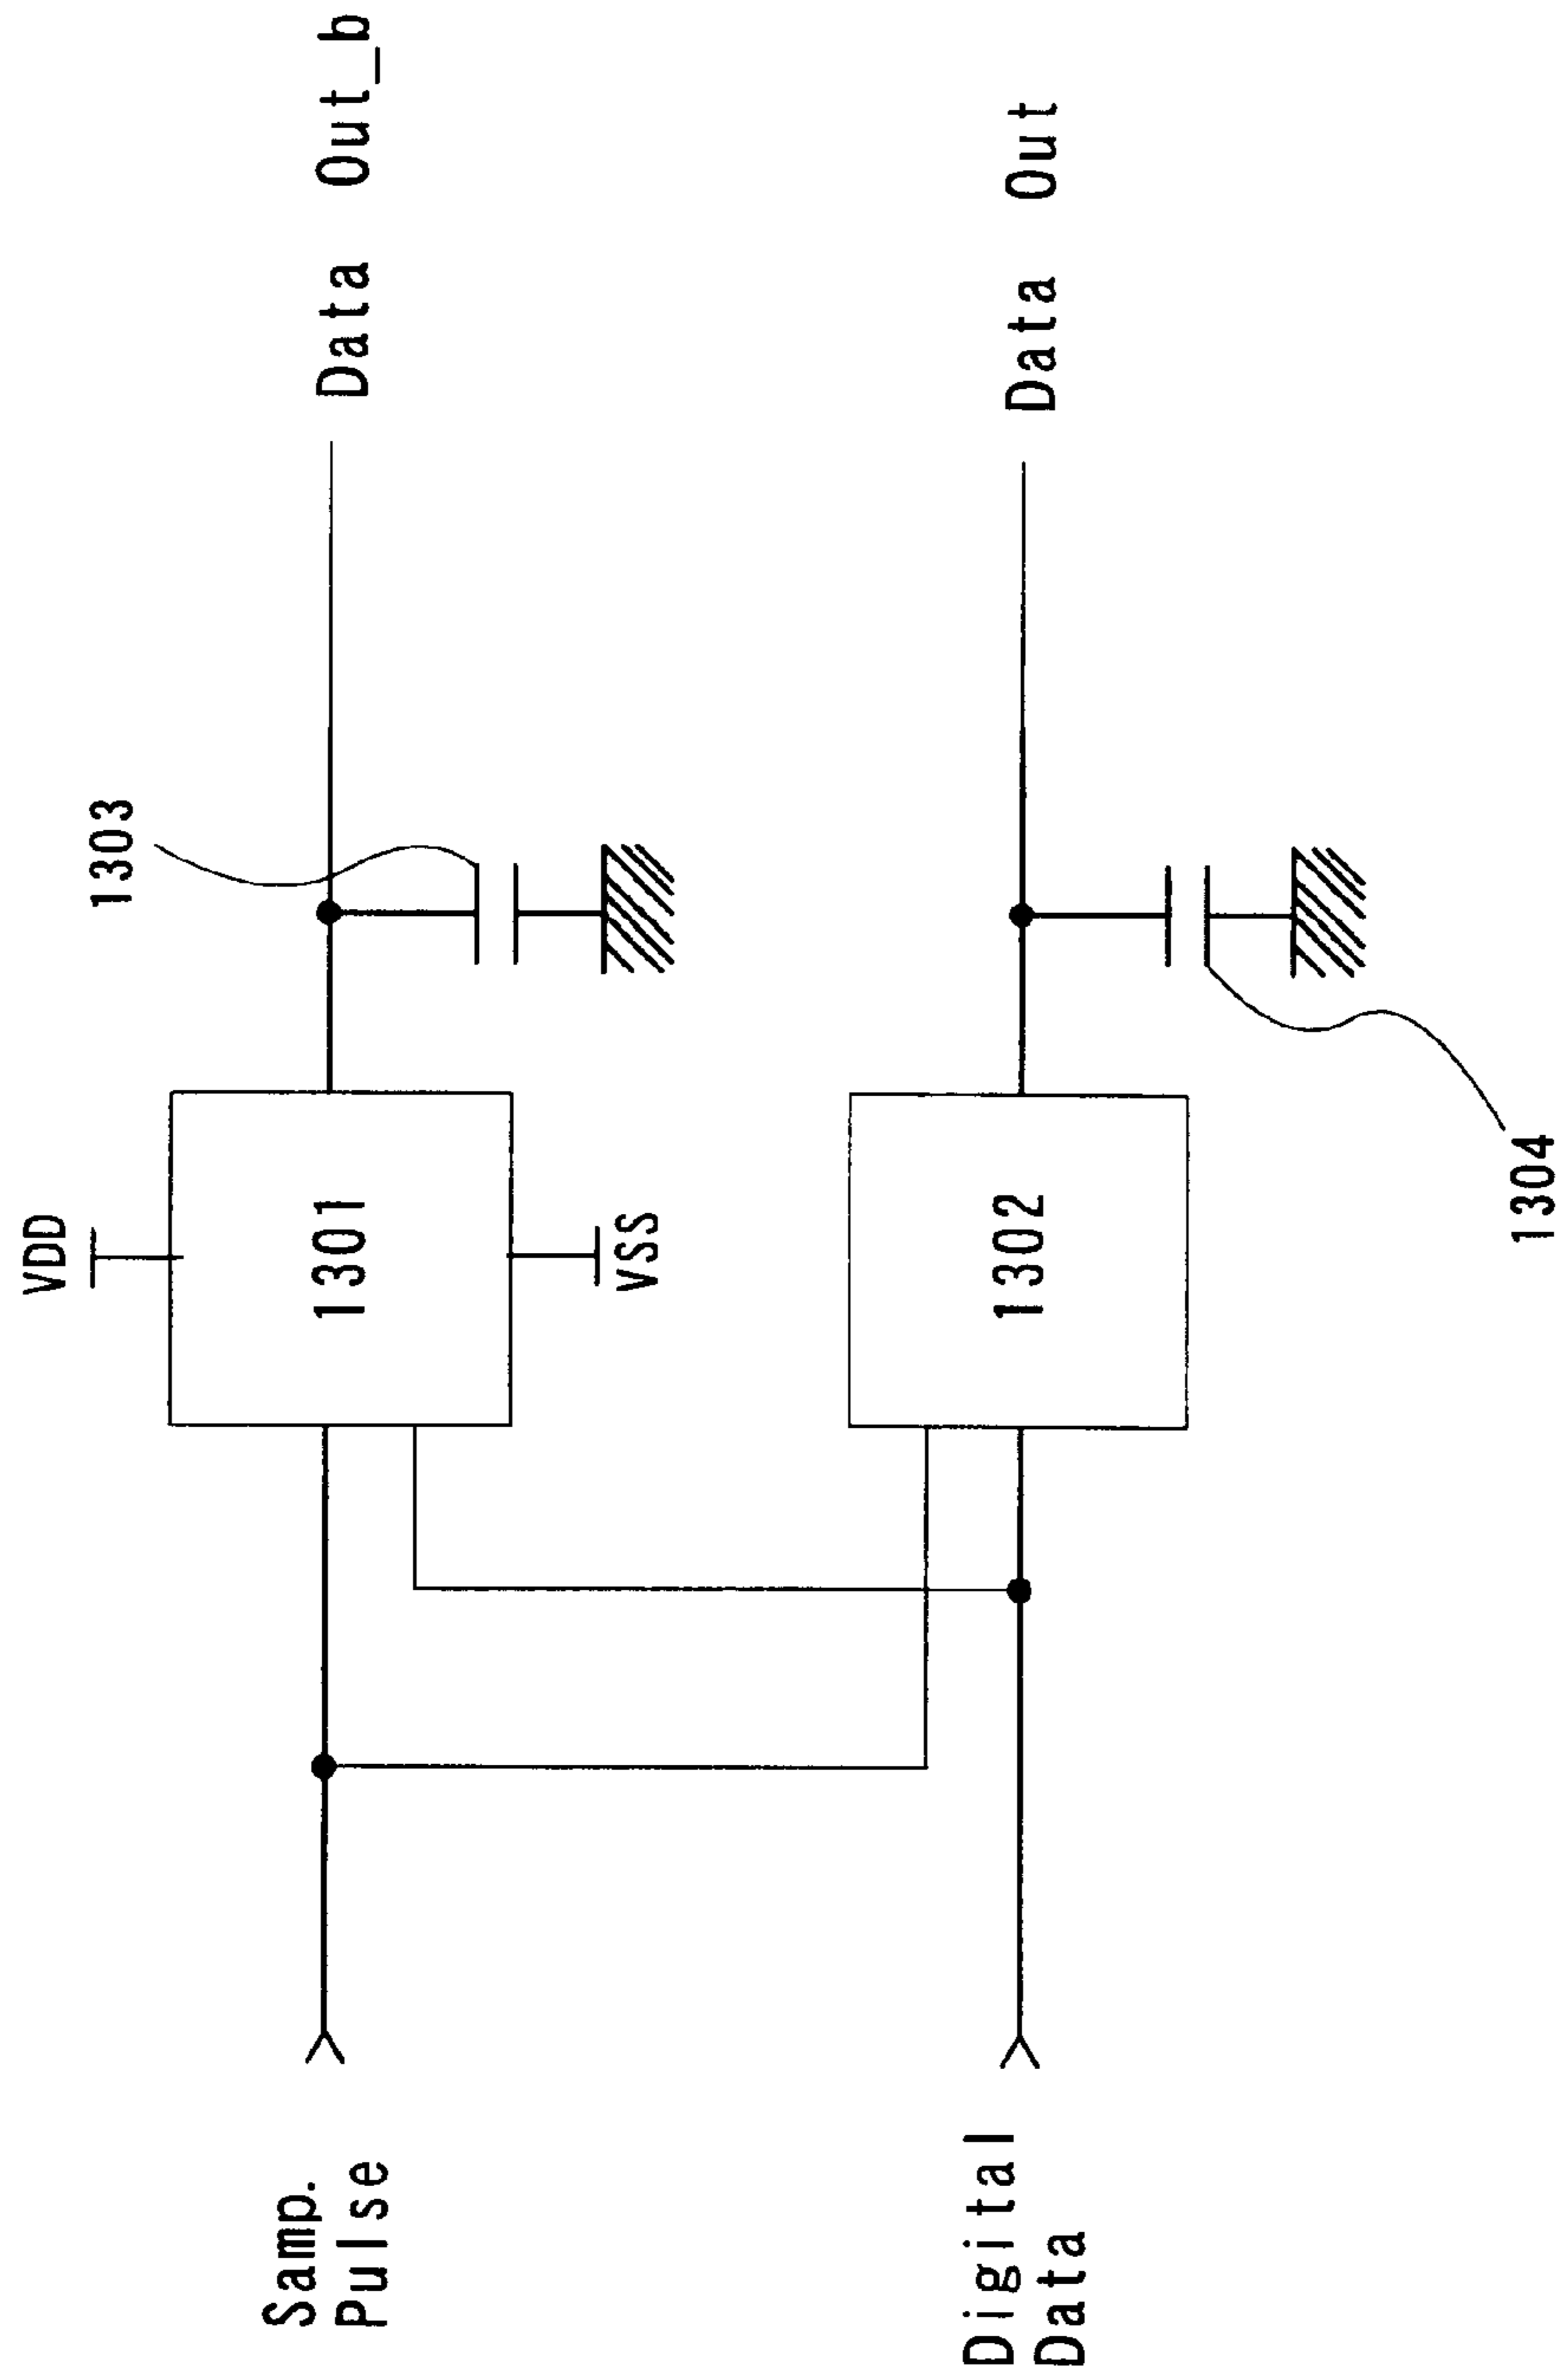 VDD
1303
1301
Data Out_b
VSS
Samp.
Pulse
1302
Data Out
Digital
Data
1304